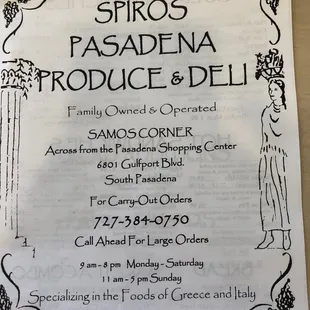 SPIROS
PASADENA
PRODUCE & DELI
Family Owned & Operated
SAMOS CORNER
Across from the Pasadena Shopping Center
6801 Gulfport Blvd.
South Pasadena
For Carry-Out Orders
727-384-0750
Call Ahead For Large Orders
9 am - 8 pm Monday - Saturday
11 am - 5 pm Sunday
Specializing in the Foods of Greece and Italy